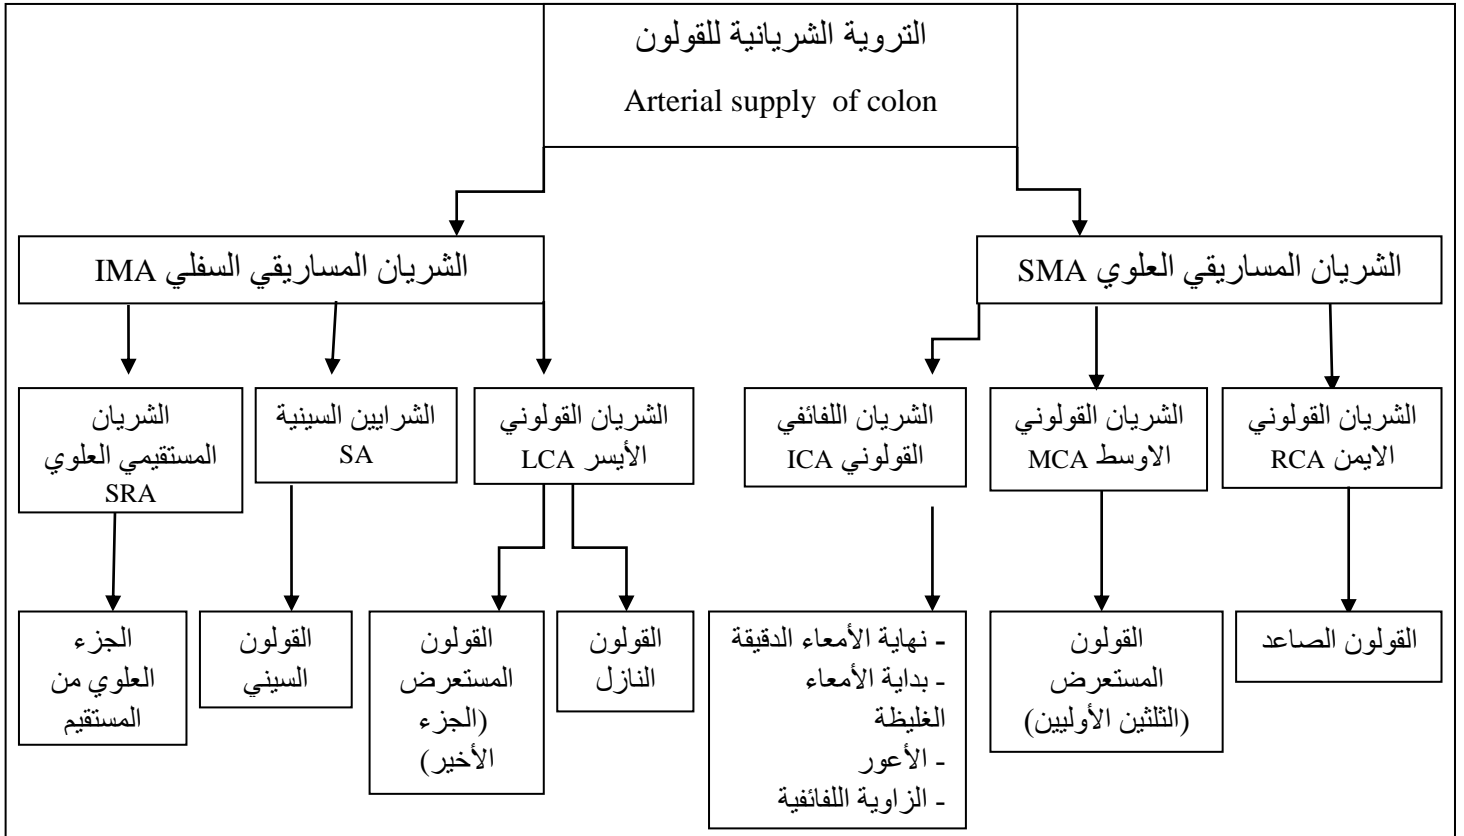 التروية الشريانية للقولون
Arterial supply of colon
الشريان المساريقي العلوي SMA
الشريان المساريقي السفلي IMA
الشريان القولوني
الايمن RCA
الشريان القولوني
الاوسط MCA
الشريان اللفائفي
القولوني ICA
الشريان القولوني
الأيسر LCA
الشرايين السينية
SA
الشريان
المستقيمي العلوي
SRA
القولون الصاعد
القولون
المستعرض
(الثلثين الأوليين)
- نهاية الأمعاء الدقيقة
- بداية الأمعاء
الغليظة
- الأعور
- الزاوية اللفائفية
القولون
النازل
القولون
المستعرض
(الجزء
الأخير)
القولون
السيني
الجزء
العلوي من
المستقيم